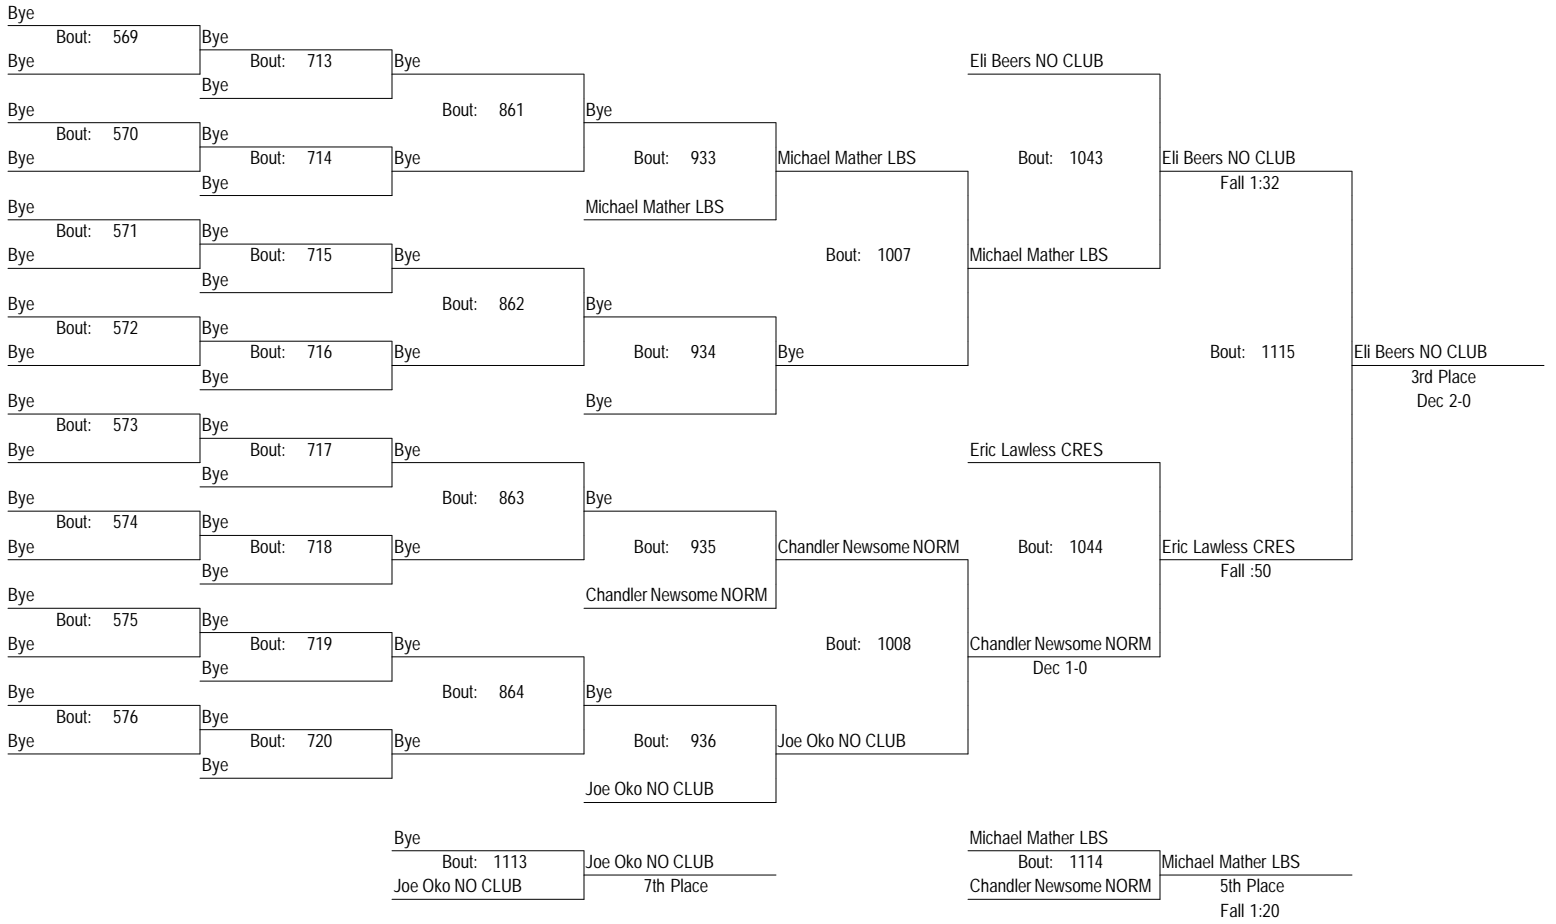 Bye
Bout: 569
Bye
Bye
Bout: 713
Bye
Bye
Bout: 570
Bye
Bye
Bout: 714
Bye
Bye
Bout: 861
Bye
Bye
Bout: 571
Bye
Bye
Bout: 715
Bye
Bye
Bout: 572
Bye
Bye
Bout: 716
Bye
Bye
Bout: 862
Bye
Bye
Bout: 573
Bye
Bye
Bout: 717
Bye
Bye
Bout: 574
Bye
Bye
Bout: 718
Bye
Bye
Bout: 863
Bye
Bye
Bout: 575
Bye
Bye
Bout: 719
Bye
Bye
Bout: 576
Bye
Bye
Bout: 720
Bye
Bye
Bout: 864
Bye
Bye
Bout: 933
Michael Mather LBS
Bye
Bout: 934
Bye
Bye
Bout: 935
Chandler Newsome NORM
Bye
Bout: 936
Joe Oko NO CLUB
Michael Mather LBS
Bout: 1007
Bye
Chandler Newsome NORM
Bout: 1008
Joe Oko NO CLUB
Eli Beers NO CLUB
Bout: 1043
Michael Mather LBS
Eric Lawless CRES
Bout: 1044
Chandler Newsome NORM
Dec 1-0
Eli Beers NO CLUB
Fall 1:32
Bout: 1115
Eric Lawless CRES
Fall :50
Eli Beers NO CLUB
3rd Place
Dec 2-0
Bye
Bout: 1113
Joe Oko NO CLUB
Joe Oko NO CLUB
7th Place
Michael Mather LBS
Bout: 1114
Chandler Newsome NORM
Michael Mather LBS
5th Place
Fall 1:20